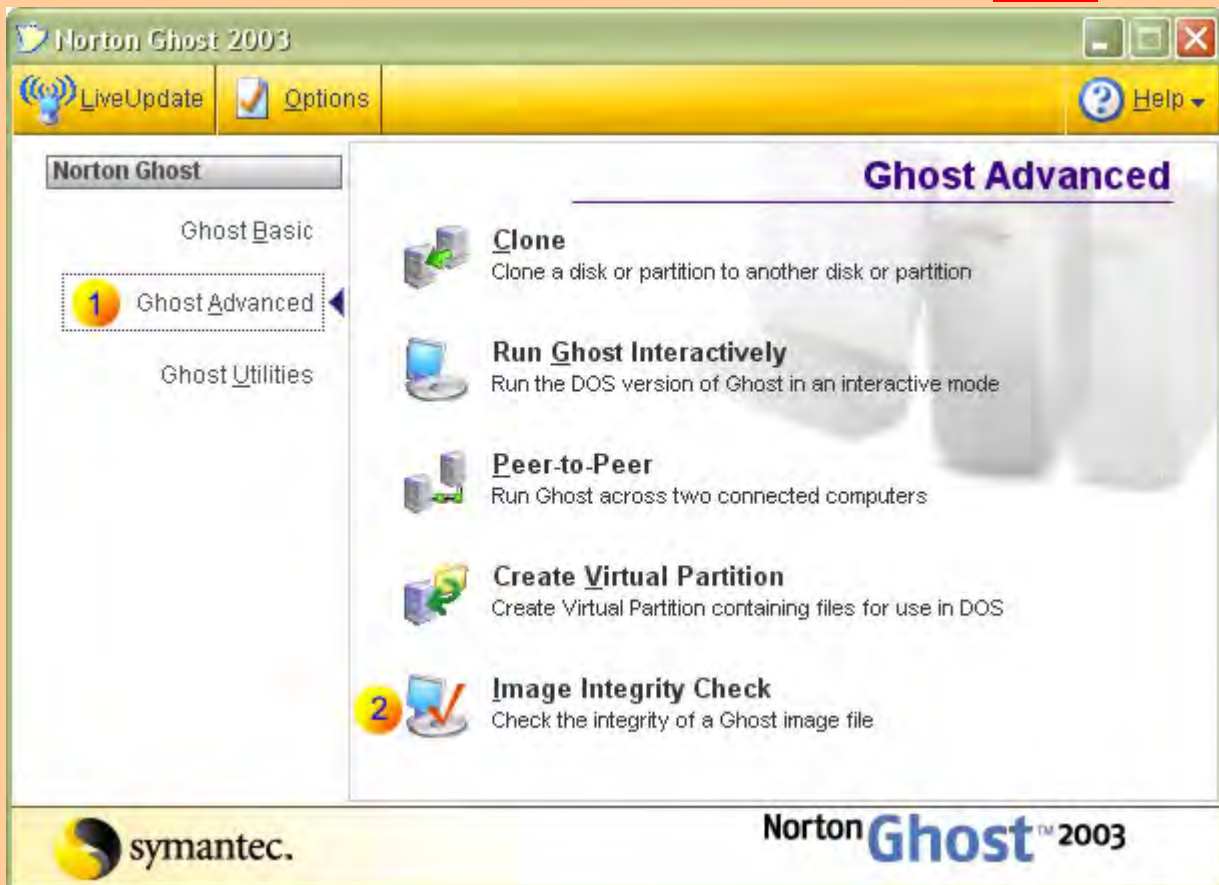 Norton Ghost 2003
LiveUpdate Options Help
Norton Ghost
Ghost Basic
1 Ghost Advanced
Ghost Utilities
Ghost Advanced
Clone
Clone a disk or partition to another disk or partition
Run Ghost Interactively
Run the DOS version of Ghost in an interactive mode
Peer-to-Peer
Run Ghost across two connected computers
Create Virtual Partition
Create Virtual Partition containing files for use in DOS
2 Image Integrity Check
Check the integrity of a Ghost image file
symantec.
Norton Ghost™ 2003